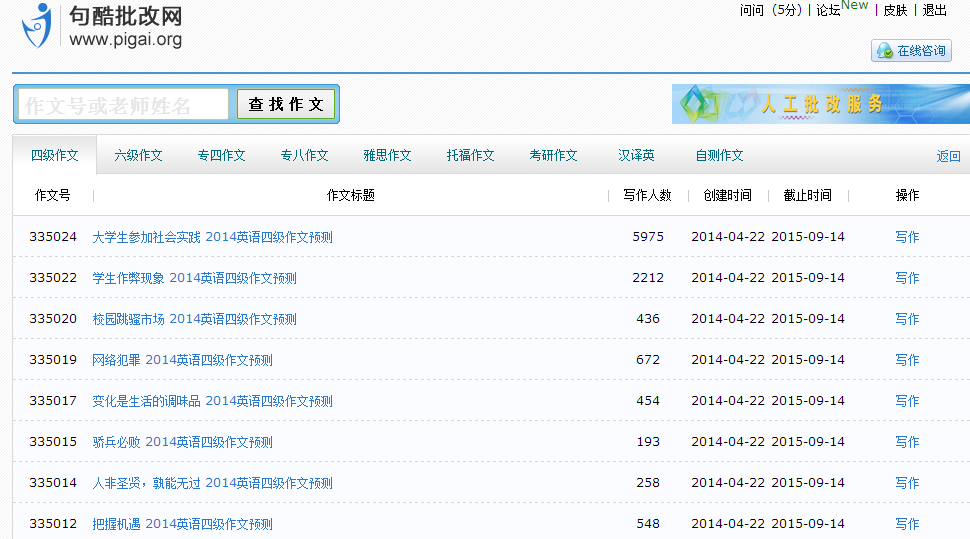 句酷批改网
www.pigai.org
问问 (5分) | 论坛New | 皮肤 | 退出
在线咨询
作文号或老师姓名 查找作文
人工批改服务
四级作文 六级作文 专四作文 专八作文 雅思作文 托福作文 考研作文 汉译英 自测作文 返回
作文号 作文标题 写作人数 创建时间 截止时间 操作
335024 大学生参加社会实践 2014英语四级作文预测 5975 2014-04-22 2015-09-14 写作
335022 学生作弊现象 2014英语四级作文预测 2212 2014-04-22 2015-09-14 写作
335020 校园跳骚市场 2014英语四级作文预测 436 2014-04-22 2015-09-14 写作
335019 网络犯罪 2014英语四级作文预测 672 2014-04-22 2015-09-14 写作
335017 变化是生活的调味品 2014英语四级作文预测 454 2014-04-22 2015-09-14 写作
335015 骄兵必败 2014英语四级作文预测 193 2014-04-22 2015-09-14 写作
335014 人非圣贤，孰能无过 2014英语四级作文预测 258 2014-04-22 2015-09-14 写作
335012 把握机遇 2014英语四级作文预测 548 2014-04-22 2015-09-14 写作